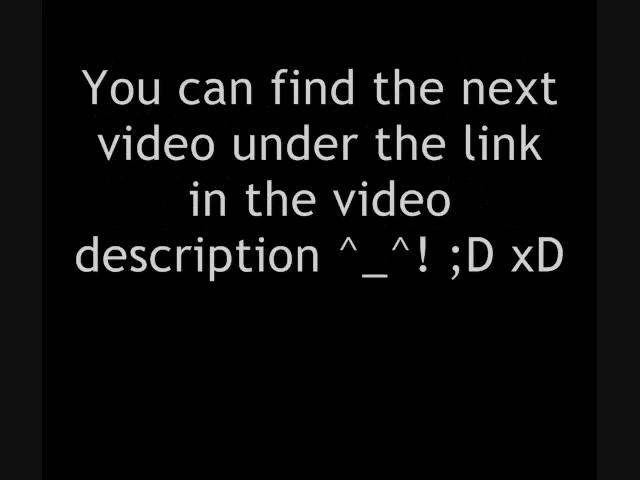 You can find the next
video under the link
in the video
description ^_^! ;D xD